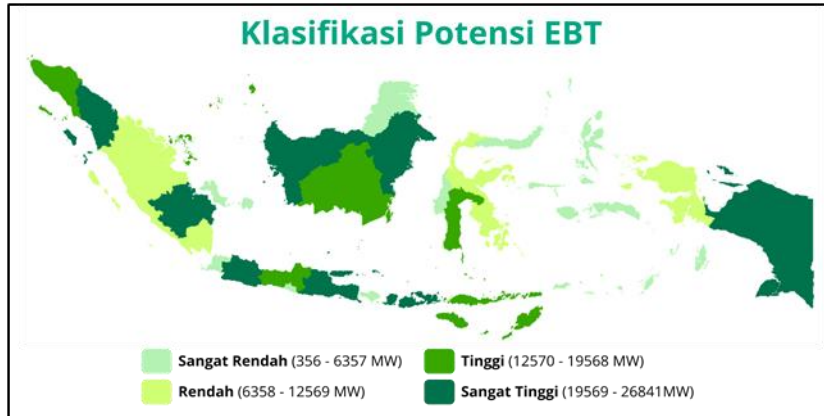 Klasifikasi Potensi EBT
Sangat Rendah (356 - 6357 MW)
Tinggi (12570 - 19568 MW)
Rendah (6358 - 12569 MW)
Sangat Tinggi (19569 - 26841MW)